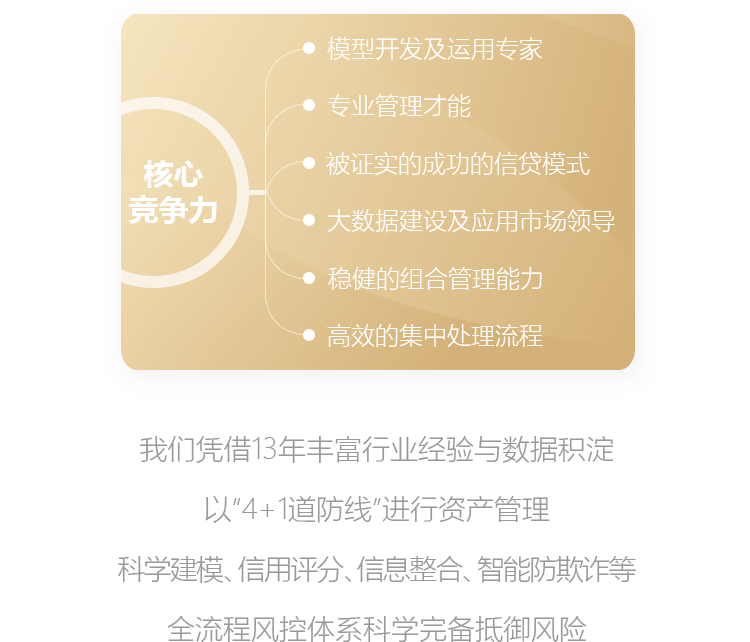 核心
竞争力
模型开发及运用专家
专业管理才能
被证实的成功的信贷模式
大数据建设及应用市场领导
稳健的组合管理能力
高效的集中处理流程
我们凭借13年丰富行业经验与数据积淀
以“4+1道防线”进行资产管理
科学建模、信用评分、信息整合、智能防欺诈等
全流程风控体系科学完备抵御风险